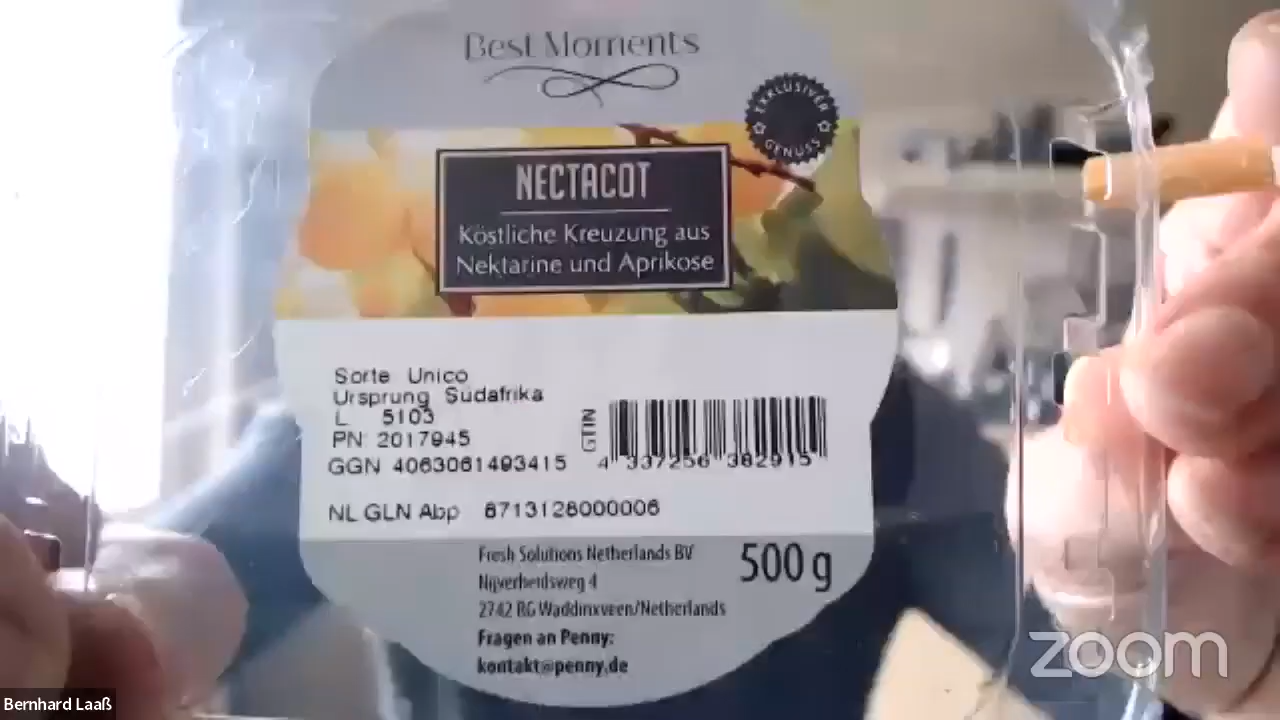 Best Moments
EXKLUSIVER GENUSS
NECTACOT
Köstliche Kreuzung aus
Nektarine und Aprikose
Sorte Unico
Ursprung Südafrika
L 5103
PN: 2017945
GGN 4063061493415
GTIN
4 337256 382915
NL GLN Abp 8713128000006
Fresh Solutions Netherlands BV
Nijverheidsweg 4
2742 RG Waddinxveen/Netherlands
500 g
Fragen an Penny:
kontakt@penny.de
zoom
Bernhard Laaß